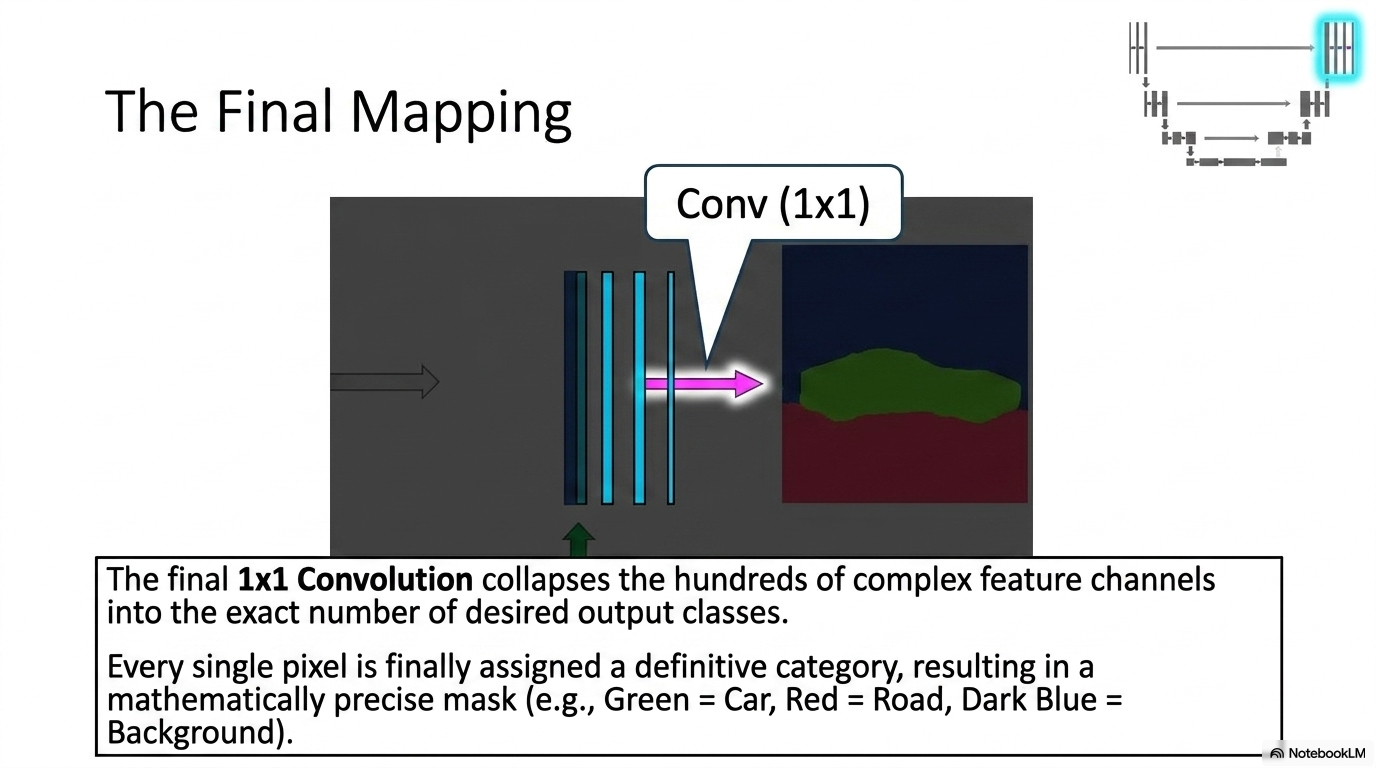 The Final Mapping
Conv (1x1)
The final 1x1 Convolution collapses the hundreds of complex feature channels
into the exact number of desired output classes.
Every single pixel is finally assigned a definitive category, resulting in a
mathematically precise mask (e.g., Green = Car, Red = Road, Dark Blue =
Background).
NotebookLM